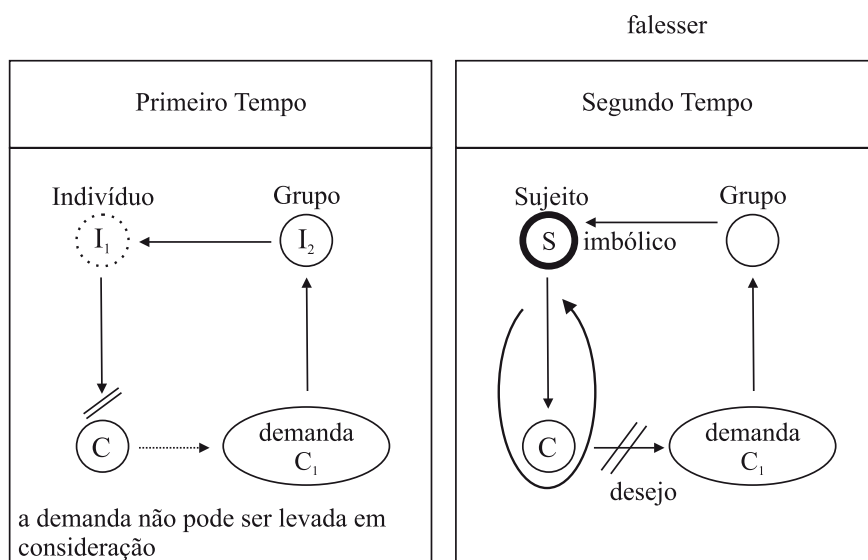 falesser
Primeiro Tempo
Indivíduo
Grupo
I₁
I₂
C
demanda
C₁
a demanda não pode ser levada em
consideração
Segundo Tempo
Sujeito
Grupo
S imbólico
C
demanda
C₁
desejo